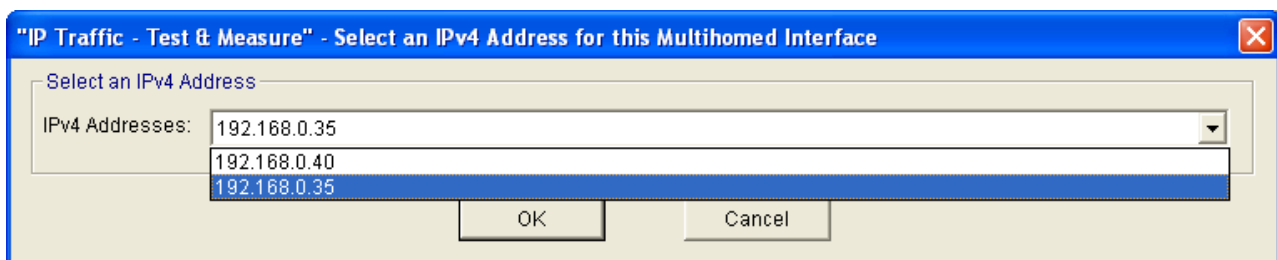 "IP Traffic - Test & Measure" - Select an IPv4 Address for this Multihomed Interface
Select an IPv4 Address
IPv4 Addresses: 192.168.0.35
192.168.0.40
192.168.0.35
OK Cancel